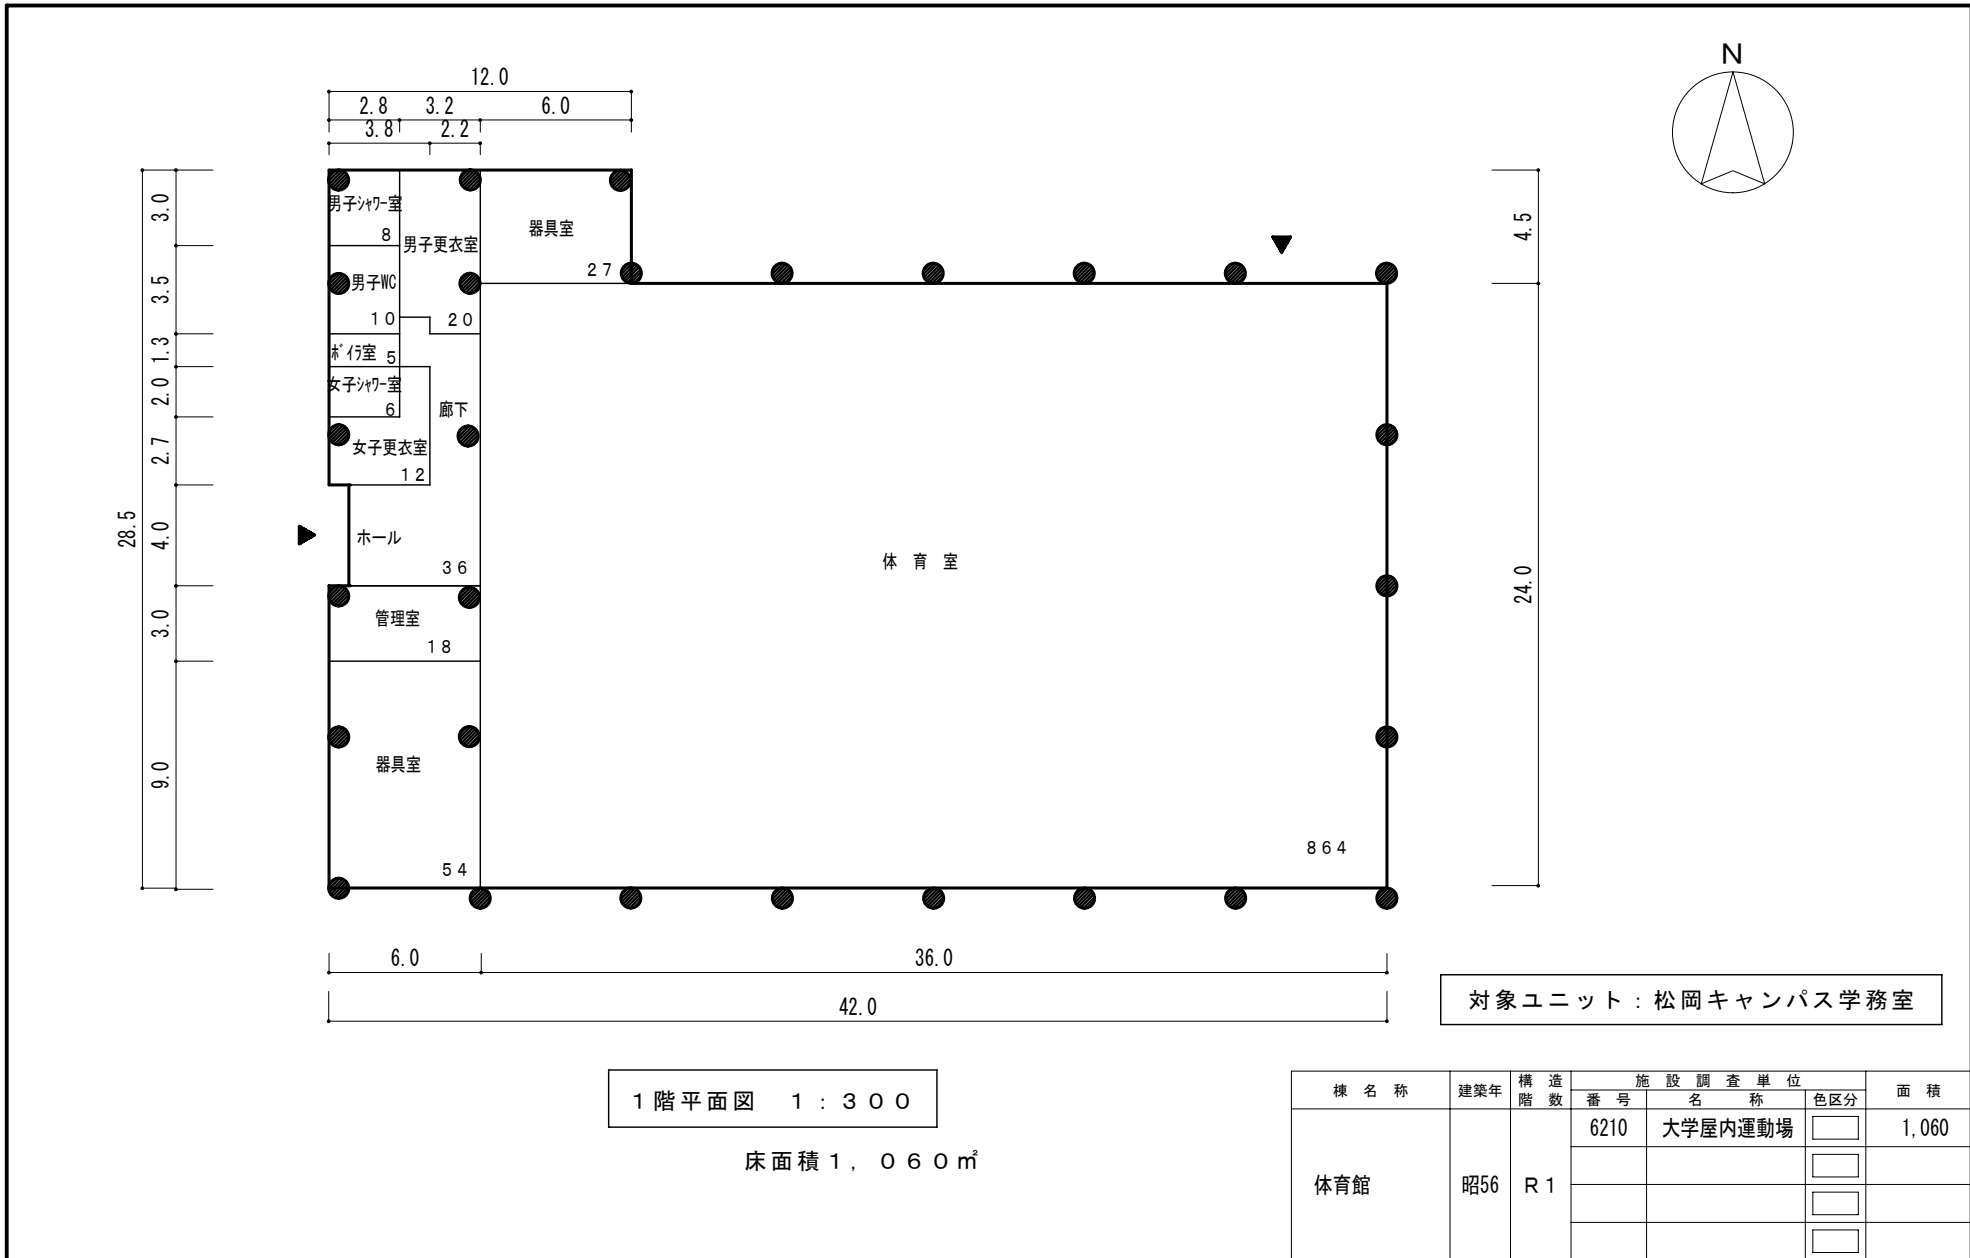 N
12.0
2.8 3.2 6.0
3.8 2.2
3.0
3.5
1.3
2.0
2.7
4.0
3.0
9.0
28.5
4.5
24.0
男子シャワー室
8
男子更衣室
20
器具室
27
男子WC
10
ボイラ室 5
女子シャワー室
6
廊下
女子更衣室
12
ホール
36
体育室
864
管理室
18
器具室
54
6.0 36.0
42.0
対象ユニット：松岡キャンパス学務室
1階平面図 1：300
床面積1，060㎡
棟名称 建築年 構造階数 施設調査単位 面積
番号 名称 色区分
体育館 昭56 R1 6210 大学屋内運動場 1,060